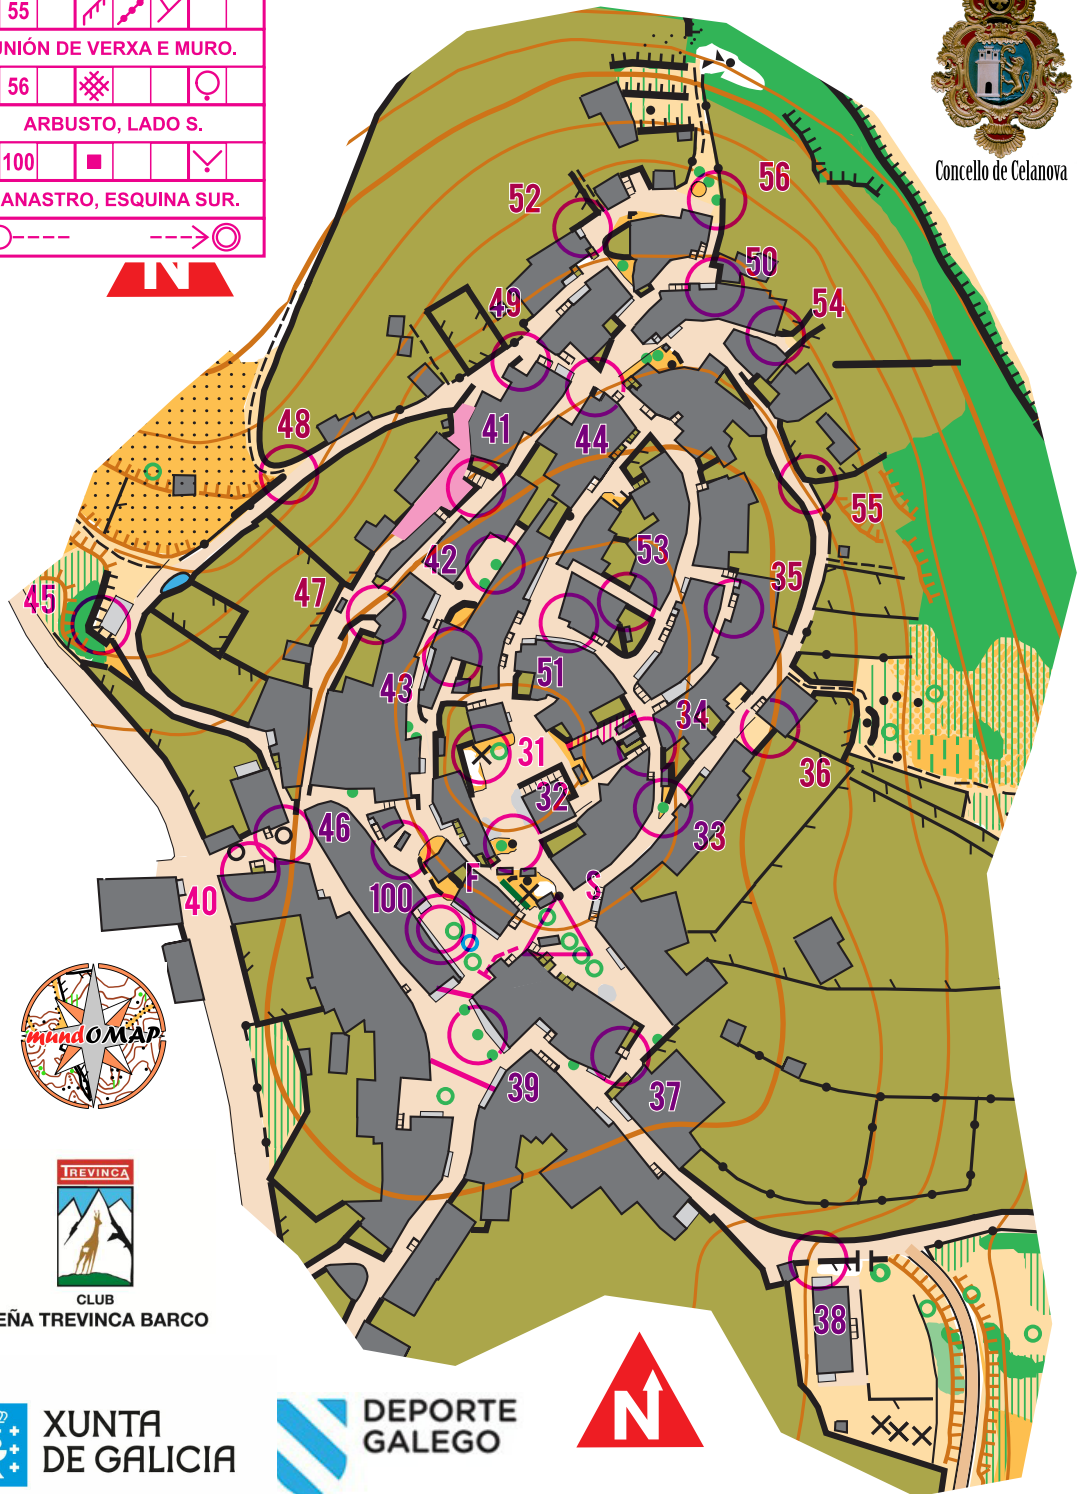 55
UNIÓN DE VERXA E MURO.
56
ARBUSTO, LADO S.
100
ANASTRO, ESQUINA SUR.
N
Concello de Celanova
52
56
50
49
54
48
41
44
55
42
53
47
35
45
51
43
34
31
36
32
33
46
F
S
100
40
mundOMAP
39
37
38
TREVINCA
CLUB
EÑA TREVINCA BARCO
N
XUNTA
DE GALICIA
DEPORTE
GALEGO